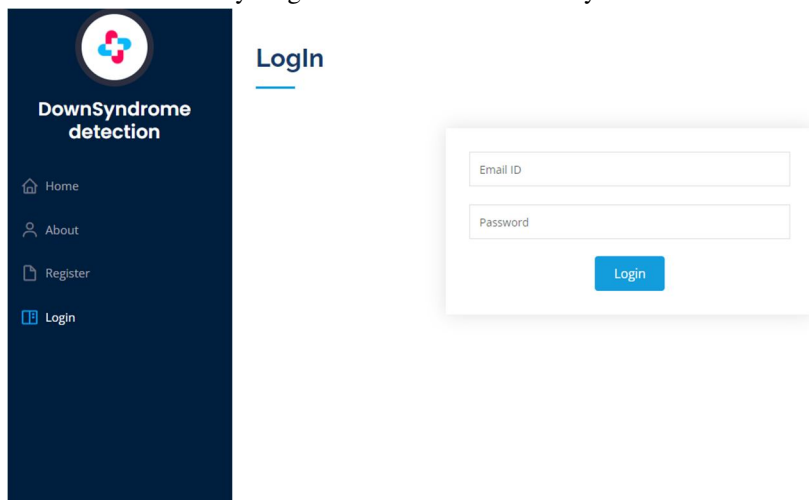 LogIn
DownSyndrome
detection
Home
About
Register
Login
Email ID
Password
Login